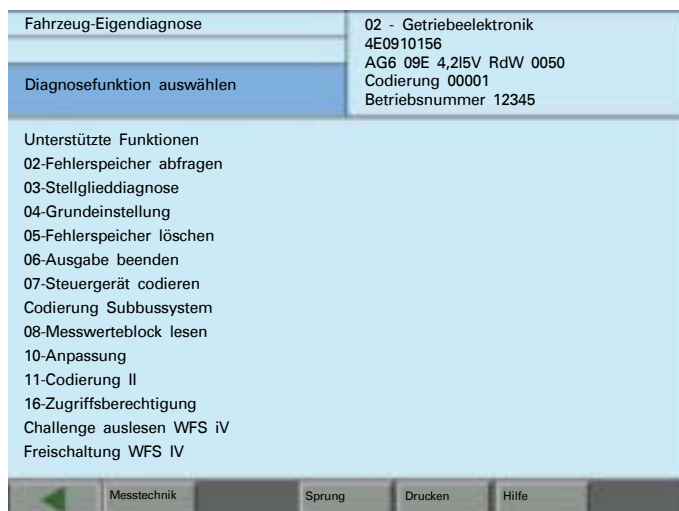 Fahrzeug-Eigendiagnose
Diagnosefunktion auswählen
02 - Getriebeelektronik
4E0910156
AG6 09E 4,2l5V RdW 0050
Codierung 00001
Betriebsnummer 12345
Unterstützte Funktionen
02-Fehlerspeicher abfragen
03-Stellglieddiagnose
04-Grundeinstellung
05-Fehlerspeicher löschen
06-Ausgabe beenden
07-Steuergerät codieren
Codierung Subbussystem
08-Messwerteblock lesen
10-Anpassung
11-Codierung II
16-Zugriffsberechtigung
Challenge auslesen WFS iV
Freischaltung WFS IV
Messtechnik Sprung Drucken Hilfe